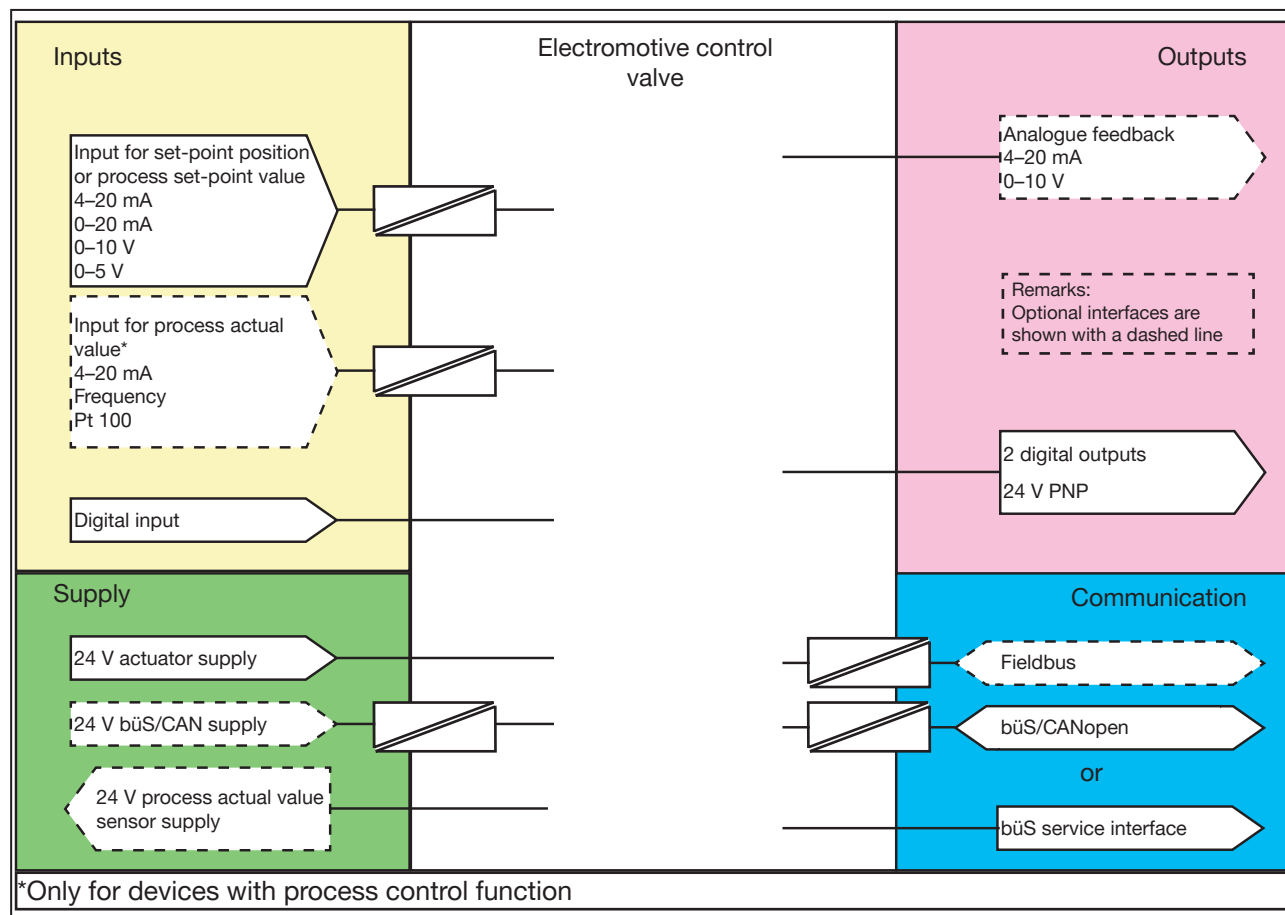 Inputs
Electromotive control
valve
Outputs
Input for set-point position
or process set-point value
4–20 mA
0–20 mA
0–10 V
0–5 V
Analogue feedback
4–20 mA
0–10 V
Remarks:
Optional interfaces are
shown with a dashed line
Input for process actual
value*
4–20 mA
Frequency
Pt 100
2 digital outputs
24 V PNP
Digital input
Supply
Communication
24 V actuator supply
Fieldbus
24 V büS/CAN supply
büS/CANopen
or
24 V process actual value
sensor supply
büS service interface
*Only for devices with process control function